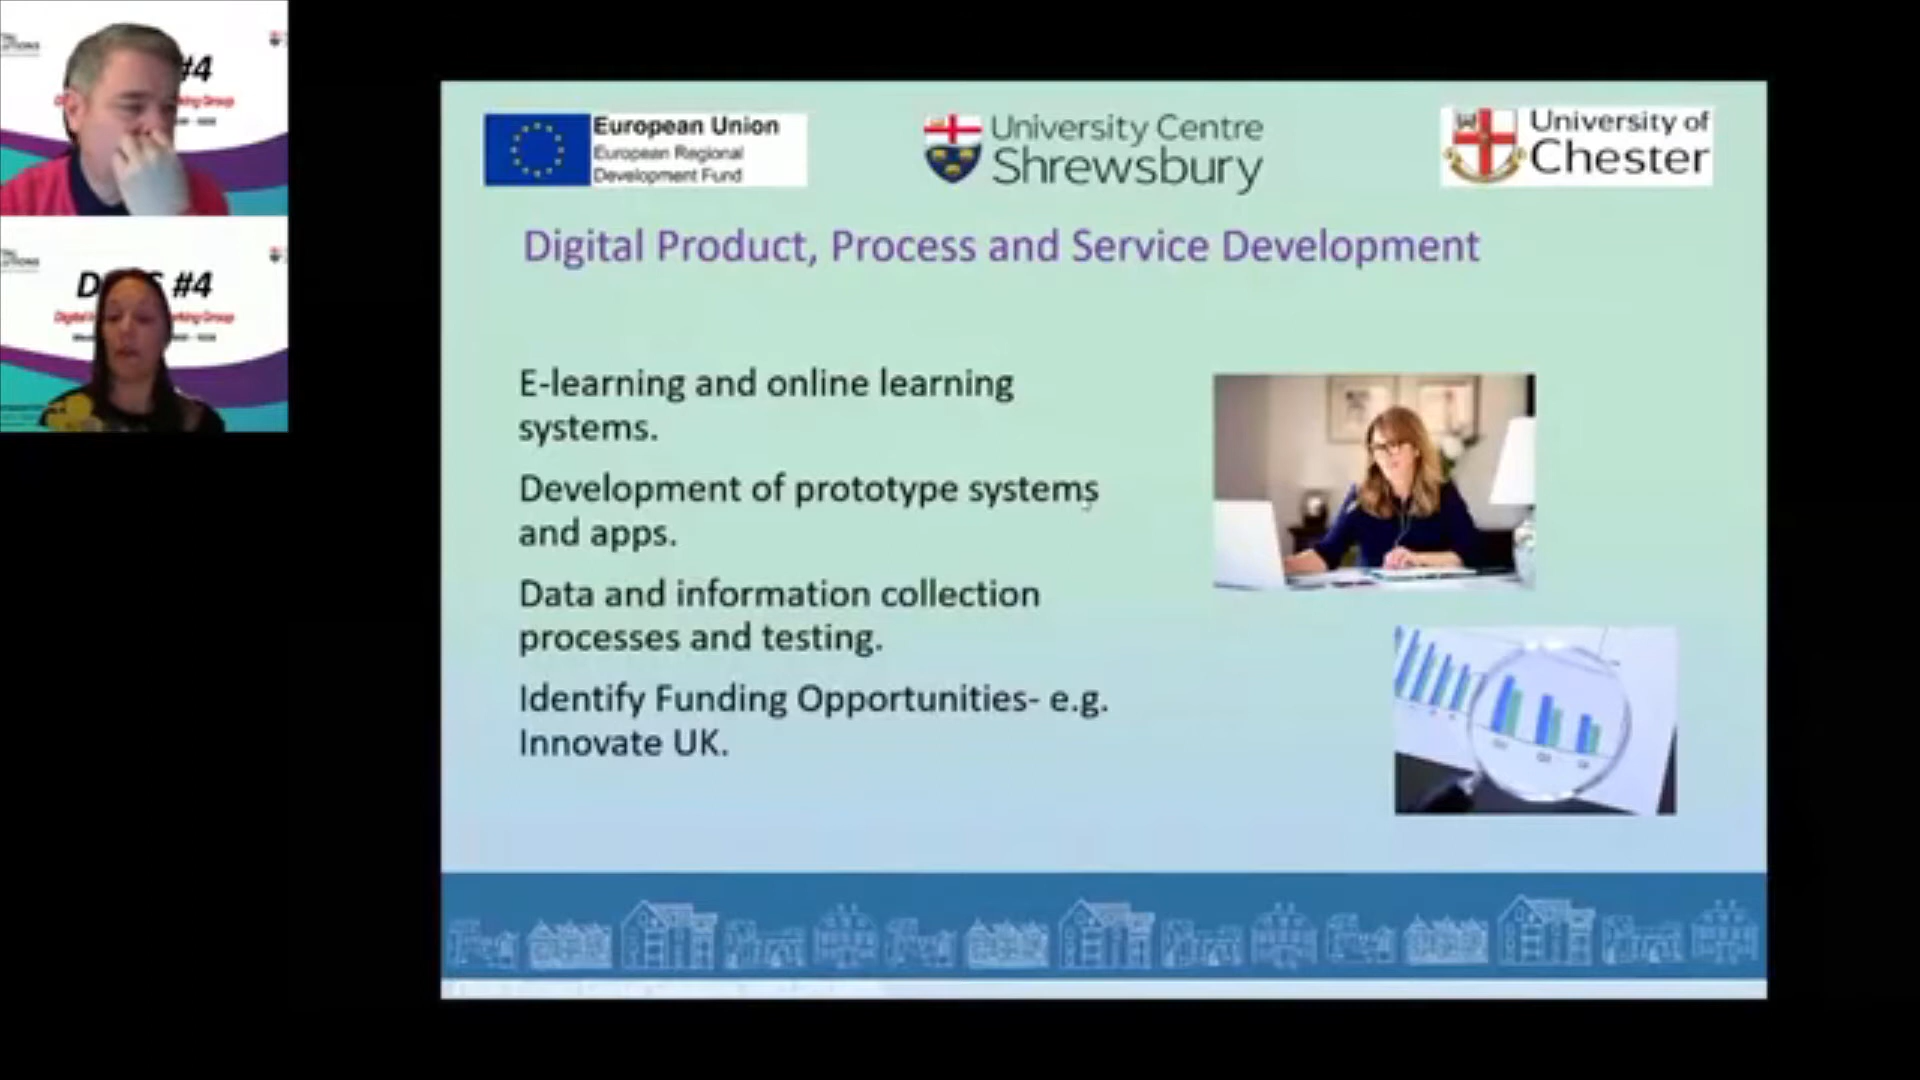 #4
European Union
European Regional
Development Fund
University Centre
Shrewsbury
University of
Chester
Digital Product, Process and Service Development
E-learning and online learning
systems.
Development of prototype systems
and apps.
Data and information collection
processes and testing.
Identify Funding Opportunities- e.g.
Innovate UK.
#4